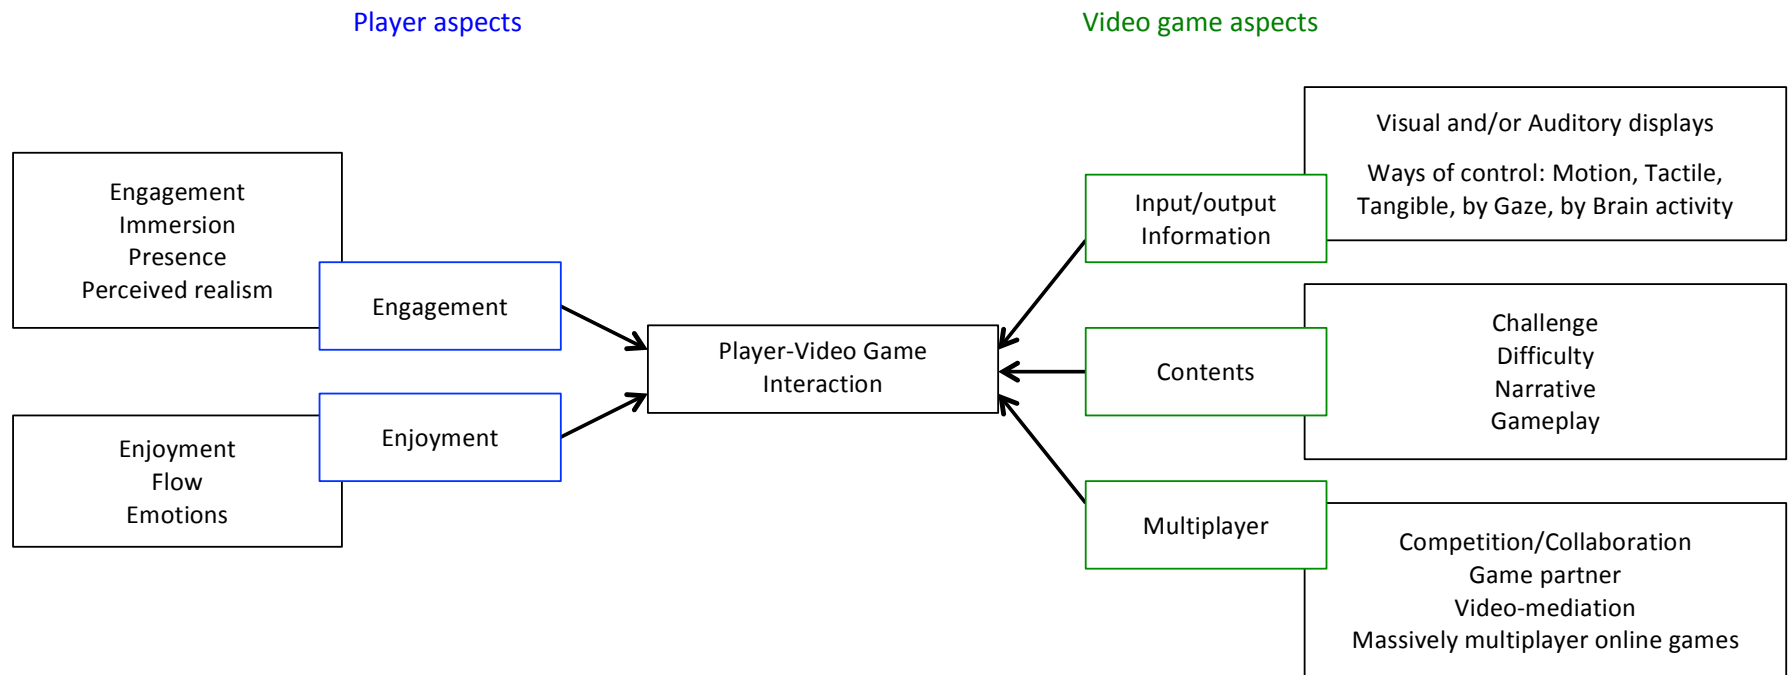 Player aspects
Video game aspects
Engagement
Immersion
Presence
Perceived realism
Engagement
Enjoyment
Flow
Emotions
Enjoyment
Player-Video Game
Interaction
Input/output
Information
Visual and/or Auditory displays
Ways of control: Motion, Tactile,
Tangible, by Gaze, by Brain activity
Contents
Challenge
Difficulty
Narrative
Gameplay
Multiplayer
Competition/Collaboration
Game partner
Video-mediation
Massively multiplayer online games